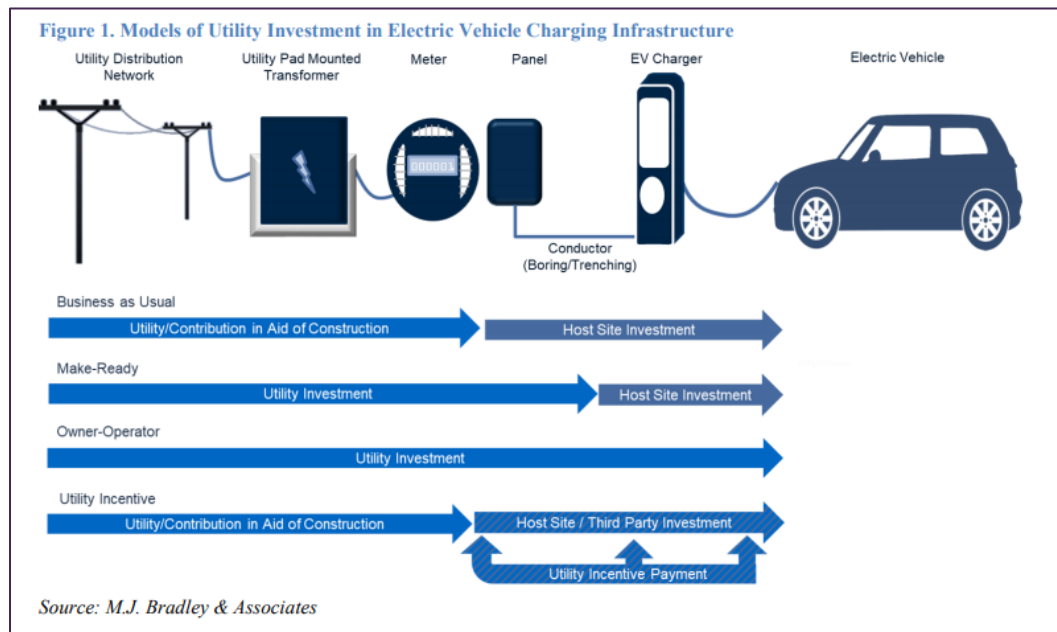 Figure 1. Models of Utility Investment in Electric Vehicle Charging Infrastructure
Utility Distribution
Network
Utility Pad Mounted
Transformer
Meter
Panel
EV Charger
Electric Vehicle
000003
Conductor
(Boring/Trenching)
Business as Usual
Utility/Contribution in Aid of Construction
Host Site Investment
Make-Ready
Utility Investment
Host Site Investment
Owner-Operator
Utility Investment
Utility Incentive
Utility/Contribution in Aid of Construction
Host Site / Third Party Investment
Utility Incentive Payment
Source: M.J. Bradley & Associates